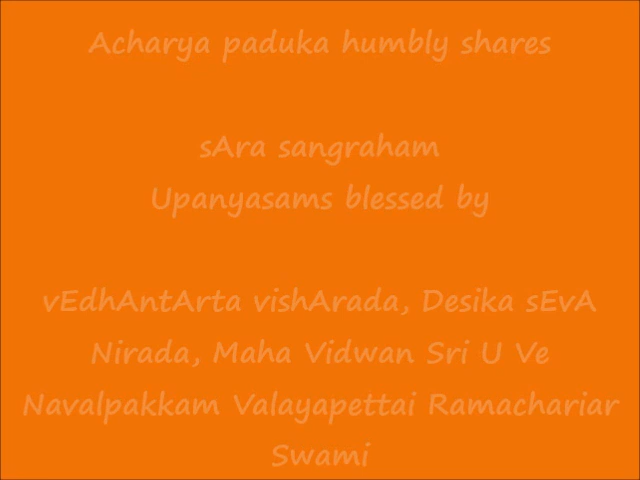 Acharya paduka humbly shares
sAra sangraham
Upanyasams blessed by
vEdhAntArta vishArada, Desika sEvA
Nirada, Maha Vidwan Sri U Ve
Navalpakkam Valayapettai Ramachariar
Swami